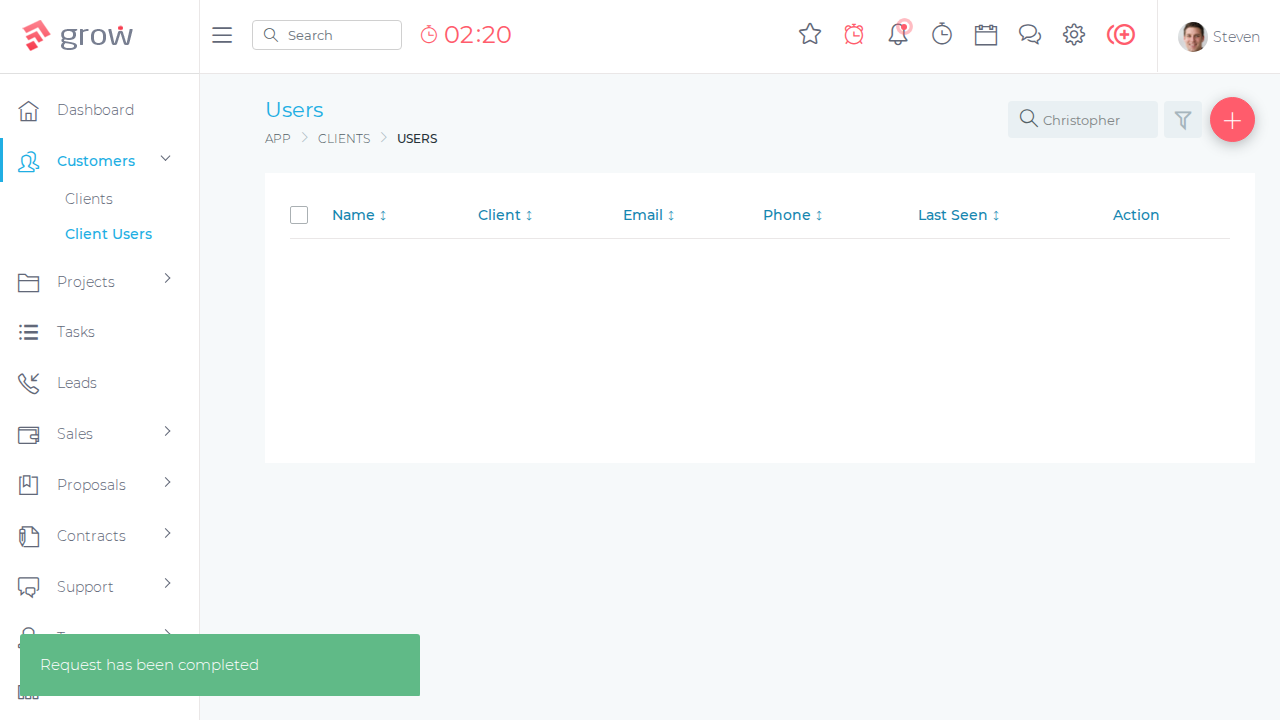 grow
Search
02:20
Steven
Dashboard
Customers
Clients
Client Users
Projects
Tasks
Leads
Sales
Proposals
Contracts
Support
Users
APP
CLIENTS
USERS
Christopher
Name
Client
Email
Phone
Last Seen
Action
Request has been completed